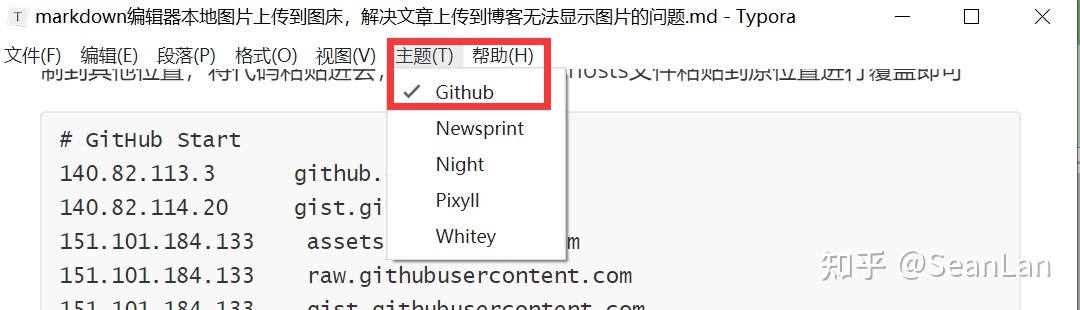 T markdown编辑器本地图片上传到图床，解决文章上传到博客无法显示图片的问题.md - Typora
文件(F) 编辑(E) 段落(P) 格式(O) 视图(V) 主题(T) 帮助(H)
制到其他位置，将代码粘贴进去， hosts文件粘贴到原位置进行覆盖即可
Github
Newsprint
Night
Pixyll
Whitey
# GitHub Start
140.82.113.3 github.
140.82.114.20 gist.gi
151.101.184.133 assets m
151.101.184.133 raw.githubusercontent.com
151.101.184.133 gist.githubusercontent.com
知乎 @SeanLan